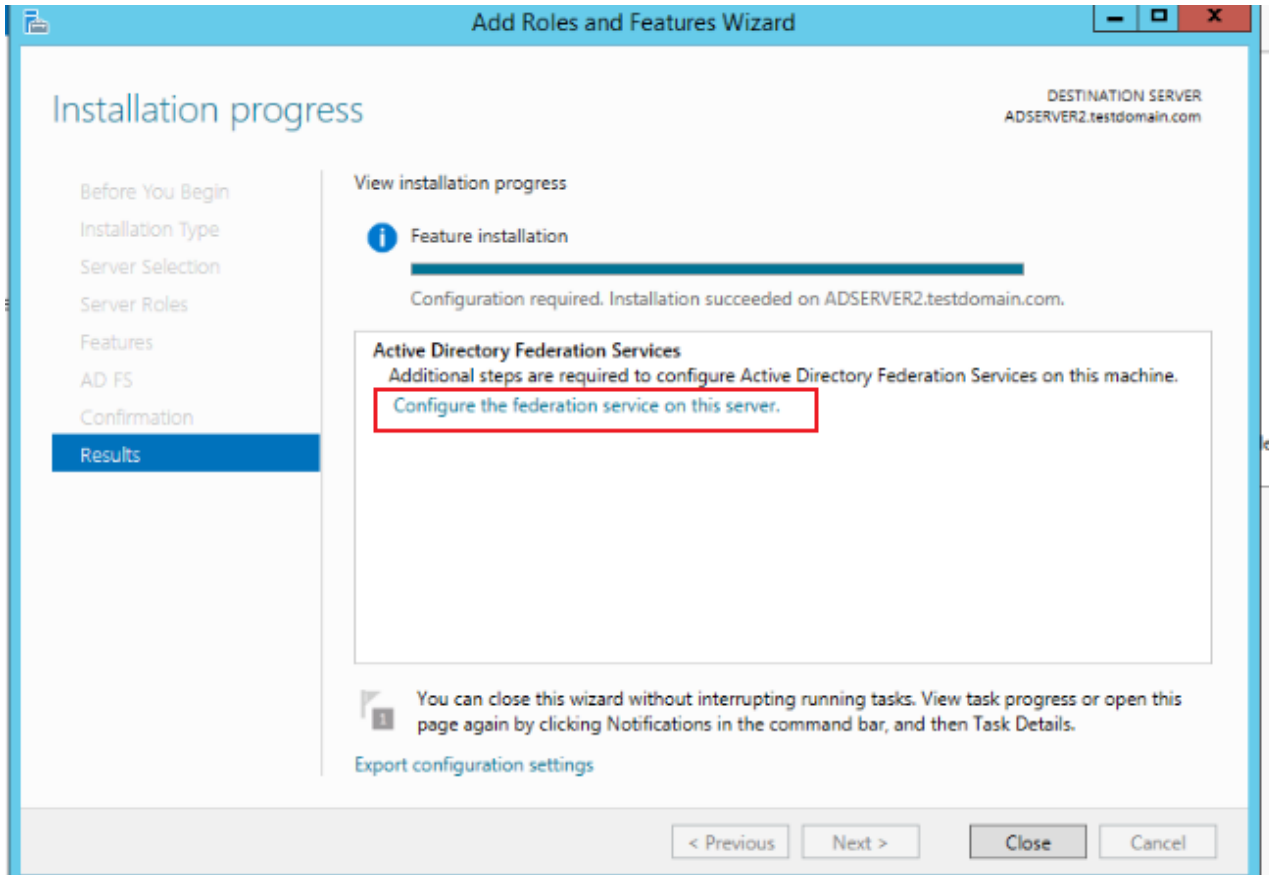 Add Roles and Features Wizard
Installation progress
DESTINATION SERVER
ADSERVER2.testdomain.com
Before You Begin
Installation Type
Server Selection
Server Roles
Features
AD FS
Confirmation
Results
View installation progress
Feature installation
Configuration required. Installation succeeded on ADSERVER2.testdomain.com.
Active Directory Federation Services
Additional steps are required to configure Active Directory Federation Services on this machine.
Configure the federation service on this server.
1
You can close this wizard without interrupting running tasks. View task progress or open this
page again by clicking Notifications in the command bar, and then Task Details.
Export configuration settings
< Previous
Next >
Close
Cancel